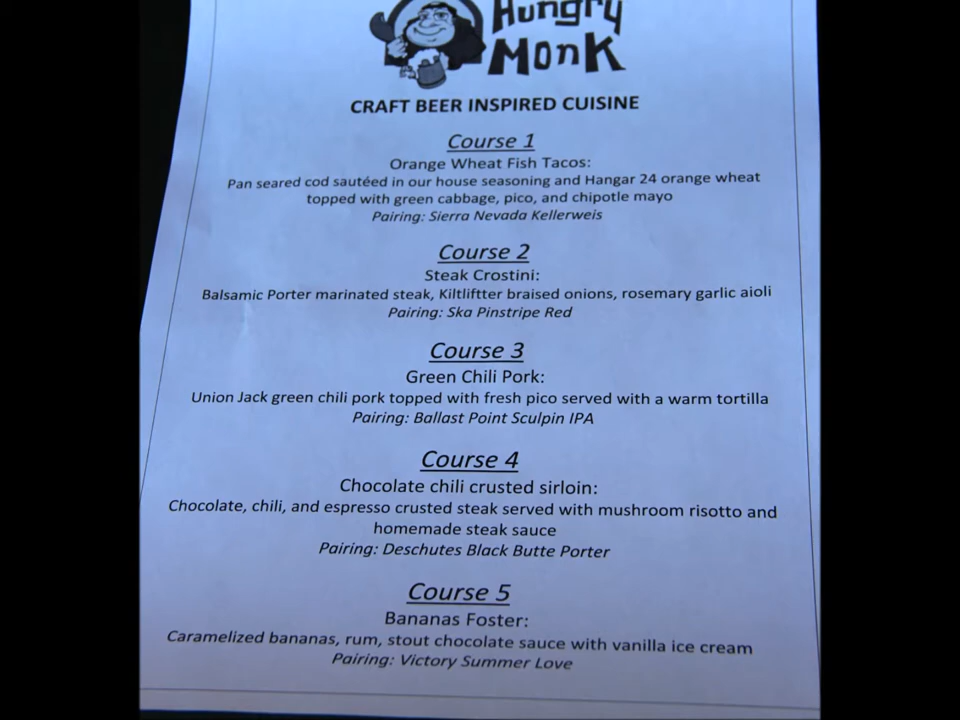 Hungry
Monk
CRAFT BEER INSPIRED CUISINE
Course 1
Orange Wheat Fish Tacos:
Pan seared cod sautéed in our house seasoning and Hangar 24 orange wheat
topped with green cabbage, pico, and chipotle mayo
Pairing: Sierra Nevada Kellerweis
Course 2
Steak Crostini:
Balsamic Porter marinated steak, Kiltliftter braised onions, rosemary garlic aioli
Pairing: Ska Pinstripe Red
Course 3
Green Chili Pork:
Union Jack green chili pork topped with fresh pico served with a warm tortilla
Pairing: Ballast Point Sculpin IPA
Course 4
Chocolate chili crusted sirloin:
Chocolate, chili, and espresso crusted steak served with mushroom risotto and
homemade steak sauce
Pairing: Deschutes Black Butte Porter
Course 5
Bananas Foster:
Caramelized bananas, rum, stout chocolate sauce with vanilla ice cream
Pairing: Victory Summer Love